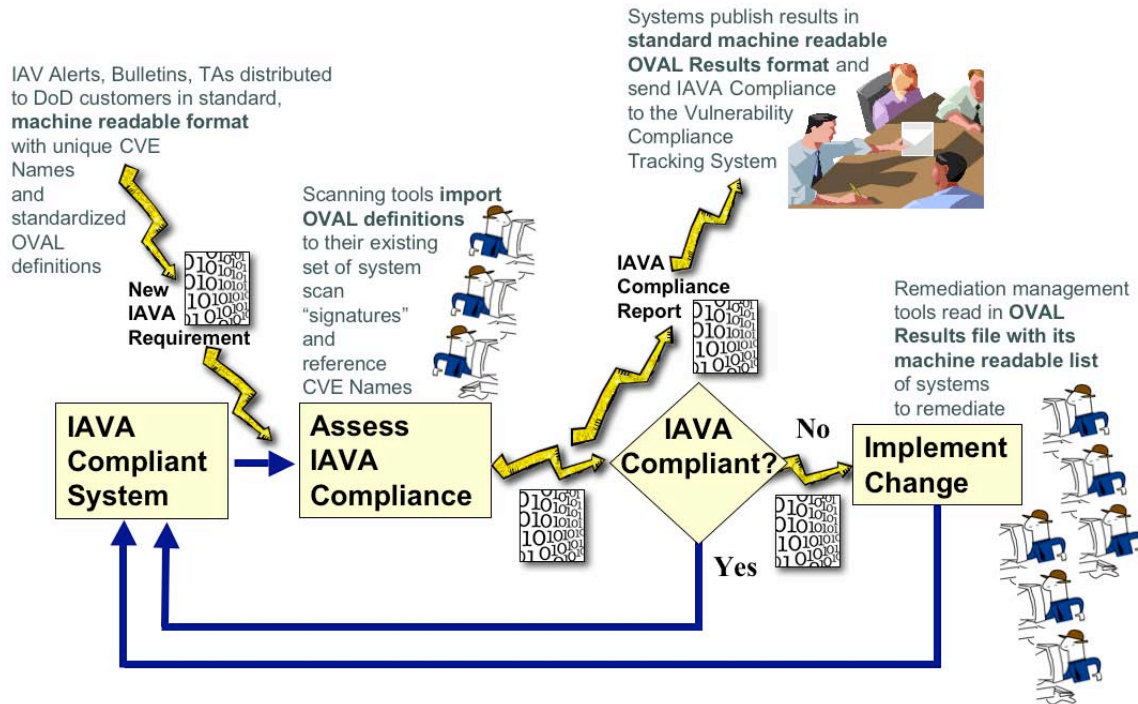 IAV Alerts, Bulletins, TAs distributed
to DoD customers in standard,
machine readable format
with unique CVE
Names
and
standardized
OVAL
definitions
New
IAVA
Requirement
Scanning tools import
OVAL definitions
to their existing
set of system
scan
“signatures”
and
reference
CVE Names
Systems publish results in
standard machine readable
OVAL Results format and
send IAVA Compliance
to the Vulnerability
Compliance
Tracking System
IAVA
Compliance
Report
Remediation management
tools read in OVAL
Results file with its
machine readable list
of systems
to remediate
IAVA
Compliant
System
Assess
IAVA
Compliance
IAVA
Compliant?
No
Implement
Change
Yes